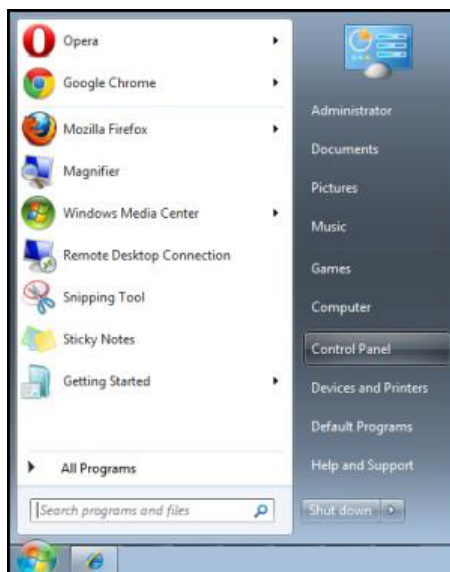 Opera
Google Chrome
Mozilla Firefox
Magnifier
Windows Media Center
Remote Desktop Connection
Snipping Tool
Sticky Notes
Getting Started
All Programs
Search programs and files
Administrator
Documents
Pictures
Music
Games
Computer
Control Panel
Devices and Printers
Default Programs
Help and Support
Shut down